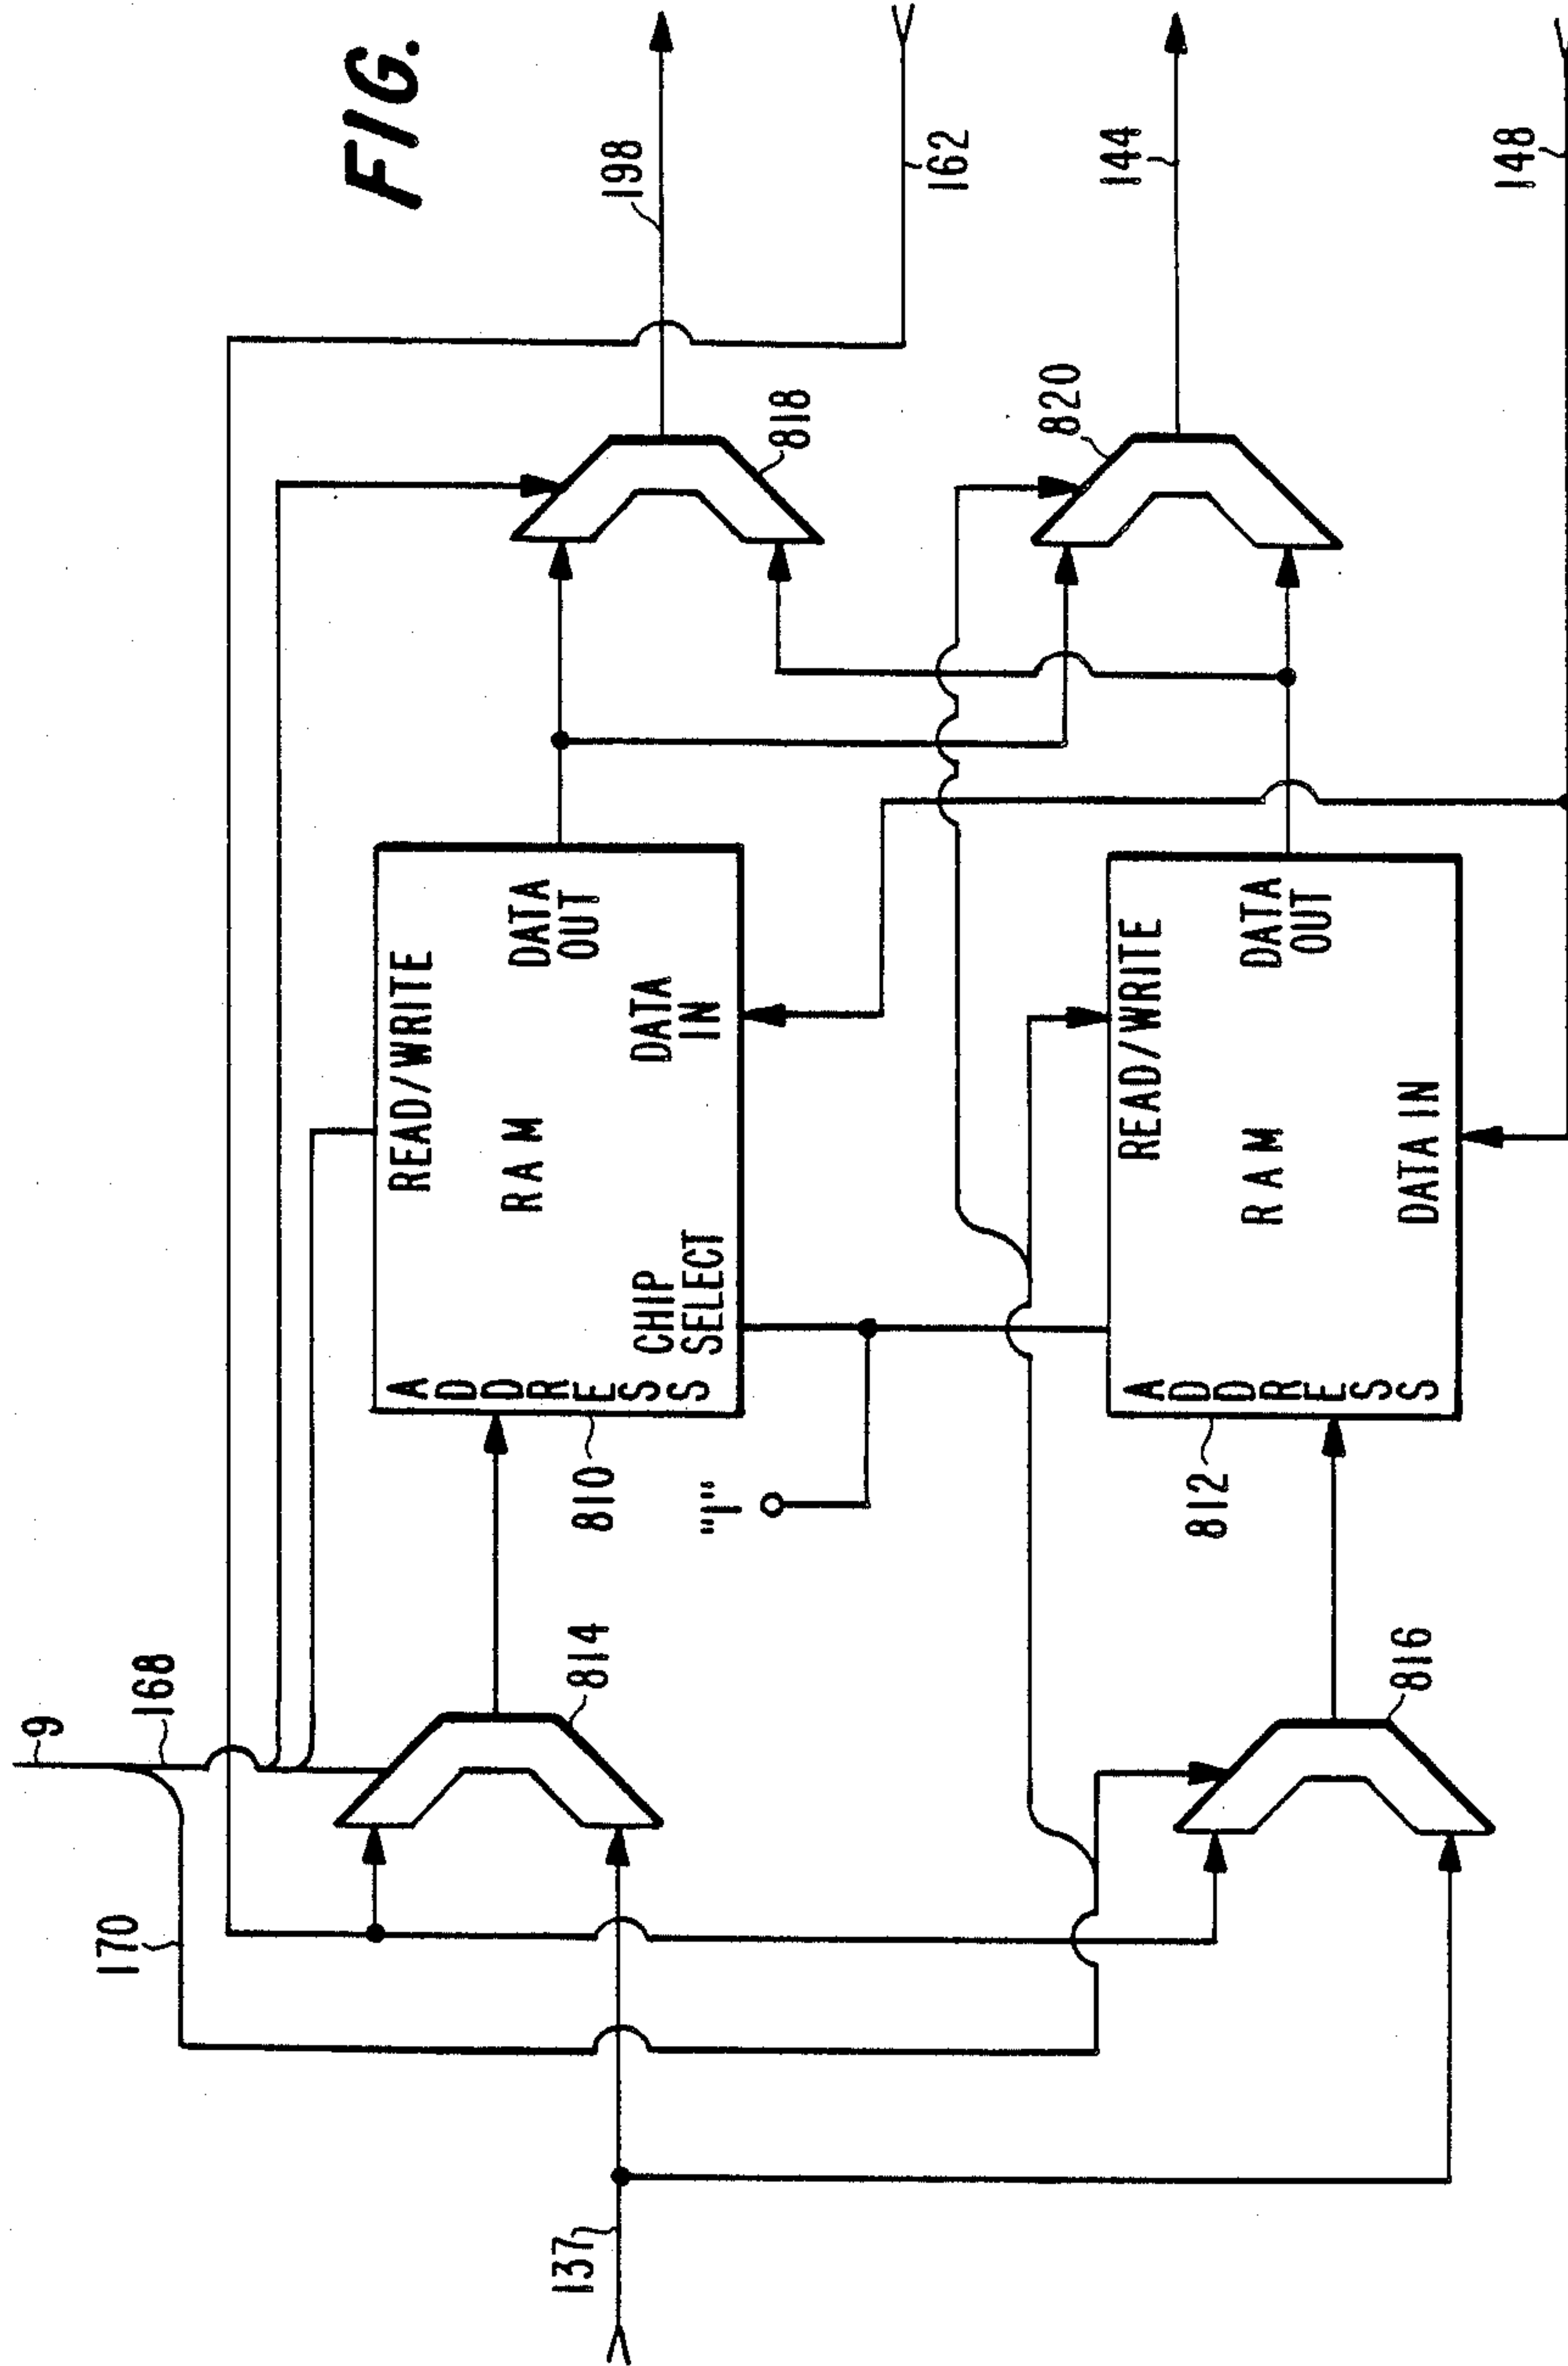 FIG.
9
168
170
198
162
144
148
137
814
816
818
820
810
812
READ/WRITE
RAM
DATA
OUT
DATA
IN
CHIP
SELECT
ADDRESS
"1"
READ/WRITE
RAM
DATA
OUT
DATA IN
ADDRESS